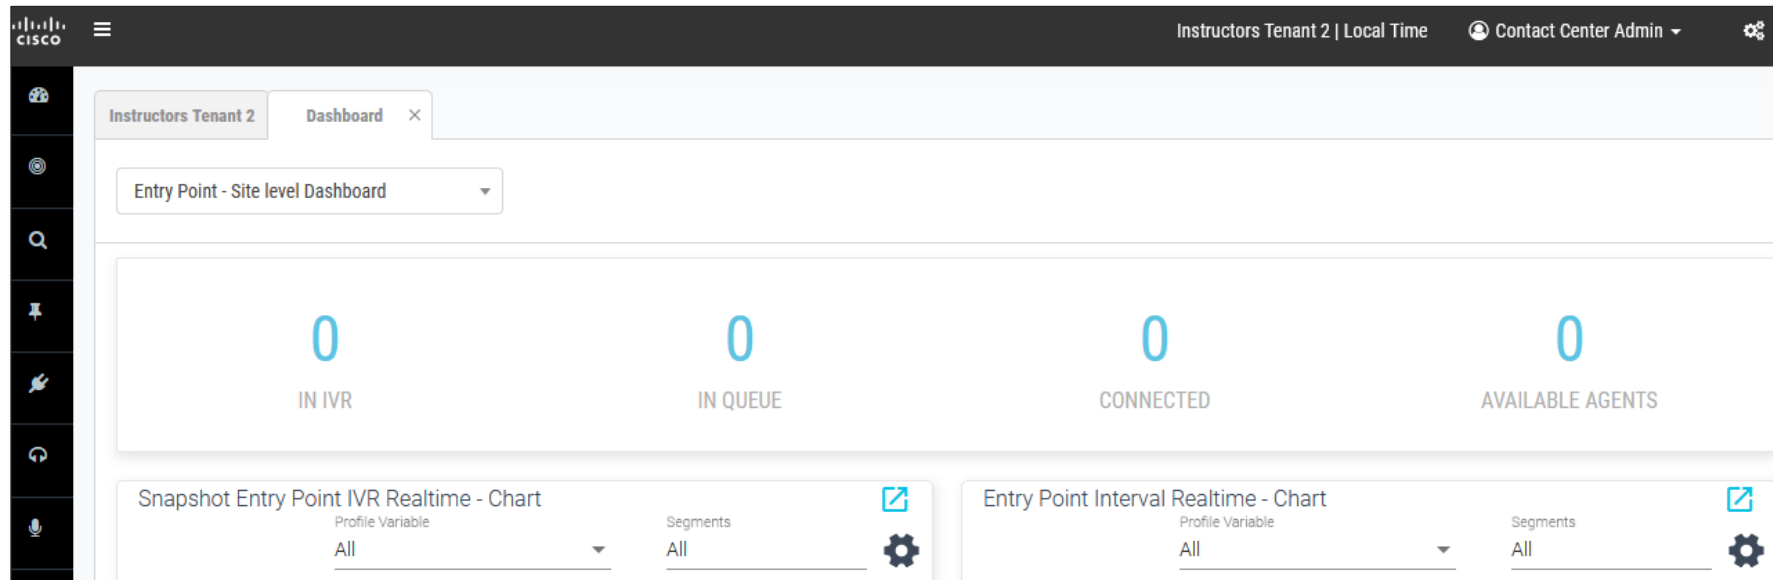 CISCO
Instructors Tenant 2 | Local Time
Contact Center Admin
Instructors Tenant 2
Dashboard
Entry Point - Site level Dashboard
0
IN IVR
0
IN QUEUE
0
CONNECTED
0
AVAILABLE AGENTS
Snapshot Entry Point IVR Realtime - Chart
Profile Variable
All
Segments
All
Entry Point Interval Realtime - Chart
Profile Variable
All
Segments
All